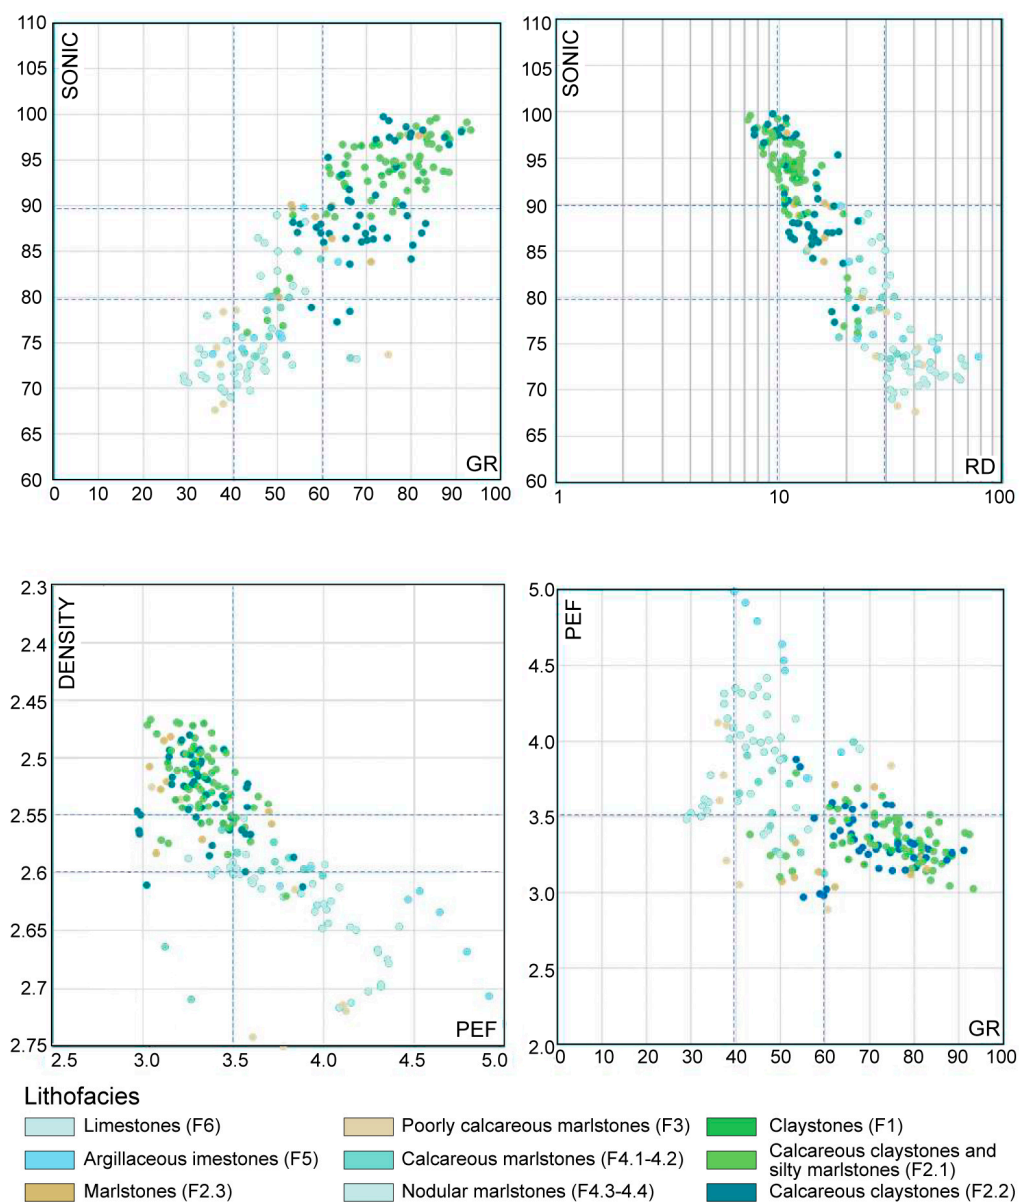 110
105
100
95
90
85
80
75
70
65
60
SONIC
GR
0 10 20 30 40 50 60 70 80 90 100
110
105
100
95
90
85
80
75
70
65
60
SONIC
RD
1 10 100
2.3
2.4
2.45
2.5
2.55
2.6
2.65
2.7
2.75
DENSITY
PEF
2.5 3.0 3.5 4.0 4.5 5.0
5.0
4.5
4.0
3.5
3.0
2.5
2.0
PEF
GR
0 10 20 30 40 50 60 70 80 90 100
Lithofacies
Limestones (F6)
Argillaceous imestones (F5)
Marlstones (F2.3)
Poorly calcareous marlstones (F3)
Calcareous marlstones (F4.1-4.2)
Nodular marlstones (F4.3-4.4)
Claystones (F1)
Calcareous claystones and
silty marlstones (F2.1)
Calcareous claystones (F2.2)